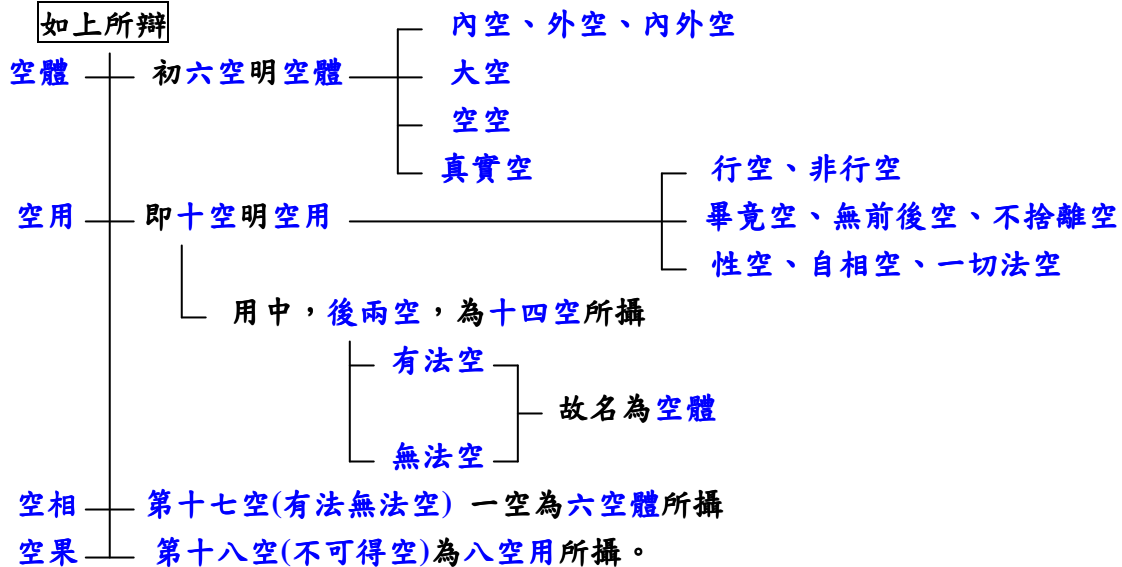 如上所辯
內空、外空、內外空
空體 初六空明空體 大空
空空
真實空
行空、非行空
空用 即十空明空用 畢竟空、無前後空、不捨離空
性空、自相空、一切法空
用中，後兩空，為十四空所攝
有法空
故名為空體
無法空
空相 第十七空(有法無法空) 一空為六空體所攝
空果 第十八空(不可得空)為八空用所攝。